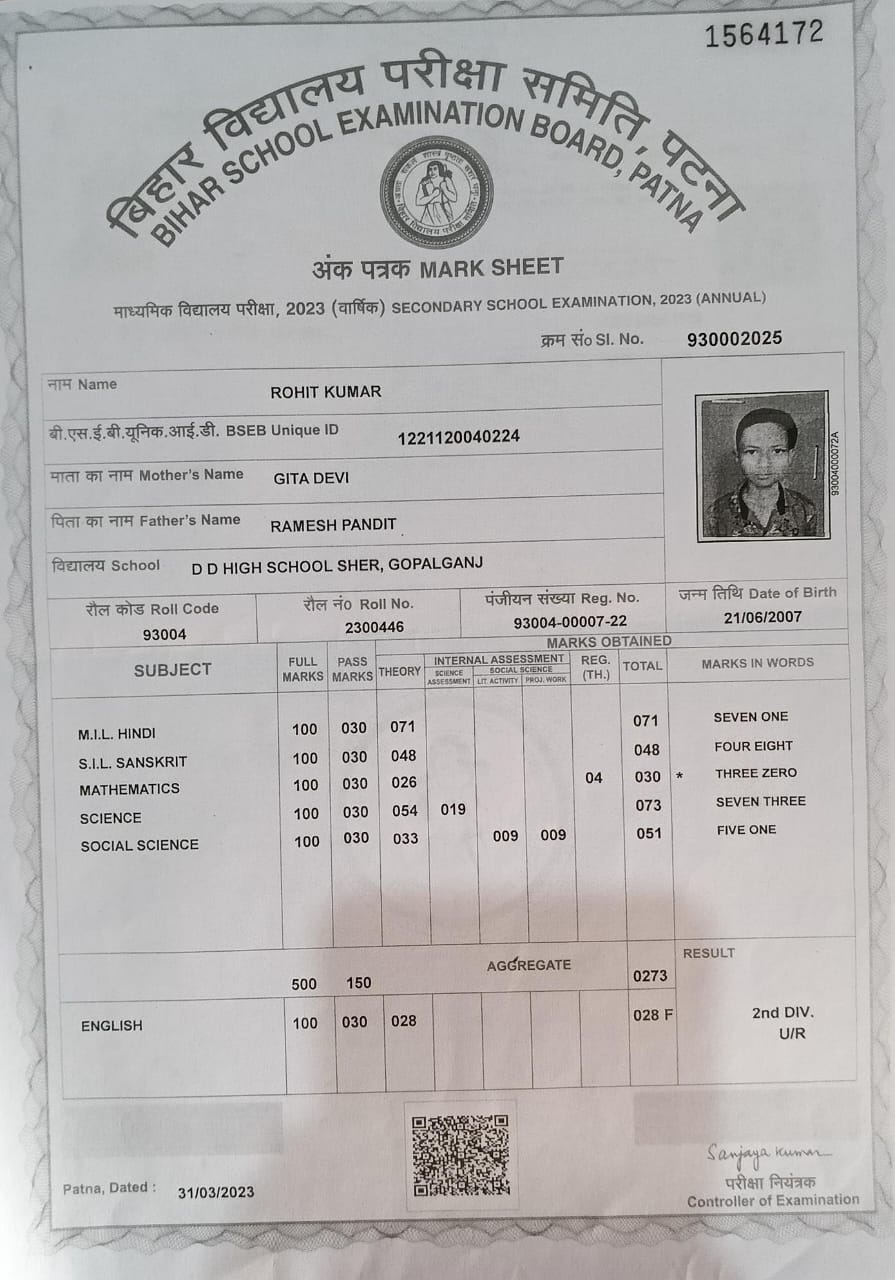 1564172
बिहार विद्यालय परीक्षा समिति, पटना
BIHAR SCHOOL EXAMINATION BOARD, PATNA
अंक पत्रक MARK SHEET
माध्यमिक विद्यालय परीक्षा, 2023 (वार्षिक) SECONDARY SCHOOL EXAMINATION, 2023 (ANNUAL)
क्रम सं० Sl. No. 930002025
नाम Name ROHIT KUMAR
बी.एस.ई.बी.यूनिक.आई.डी. BSEB Unique ID 1221120040224
माता का नाम Mother's Name GITA DEVI
पिता का नाम Father's Name RAMESH PANDIT
विद्यालय School D D HIGH SCHOOL SHER, GOPALGANJ
930040000072A
रौल कोड Roll Code रौल नं० Roll No. पंजीयन संख्या Reg. No. जन्म तिथि Date of Birth
93004 2300446 93004-00007-22 21/06/2007
MARKS OBTAINED
SUBJECT FULL MARKS PASS MARKS THEORY INTERNAL ASSESSMENT SCIENCE ASSESSMENT SOCIAL SCIENCE LIT. ACTIVITY PROJ. WORK REG. (TH.) TOTAL MARKS IN WORDS
M.I.L. HINDI 100 030 071 071 SEVEN ONE
S.I.L. SANSKRIT 100 030 048 048 FOUR EIGHT
MATHEMATICS 100 030 026 04 030 * THREE ZERO
SCIENCE 100 030 054 019 073 SEVEN THREE
SOCIAL SCIENCE 100 030 033 009 009 051 FIVE ONE
500 150 AGGREGATE 0273 RESULT
ENGLISH 100 030 028 028 F 2nd DIV.
U/R
Patna, Dated : 31/03/2023
Sanjaya Kumar
परीक्षा नियंत्रक
Controller of Examination